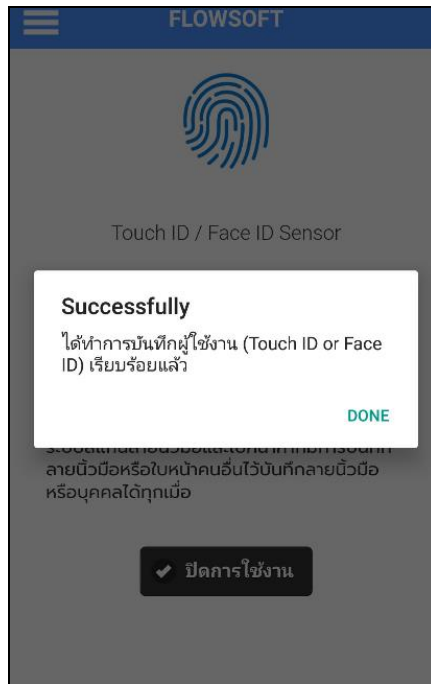 FLOWSOFT
Touch ID / Face ID Sensor
Successfully
ได้ทำการบันทึกผู้ใช้งาน (Touch ID or Face
ID) เรียบร้อยแล้ว
DONE
ลายนิ้วมือหรือใบหน้าคนอื่นไว้บันทึกลายนิ้วมือ
หรือบุคคลได้ทุกเมื่อ
ปิดการใช้งาน